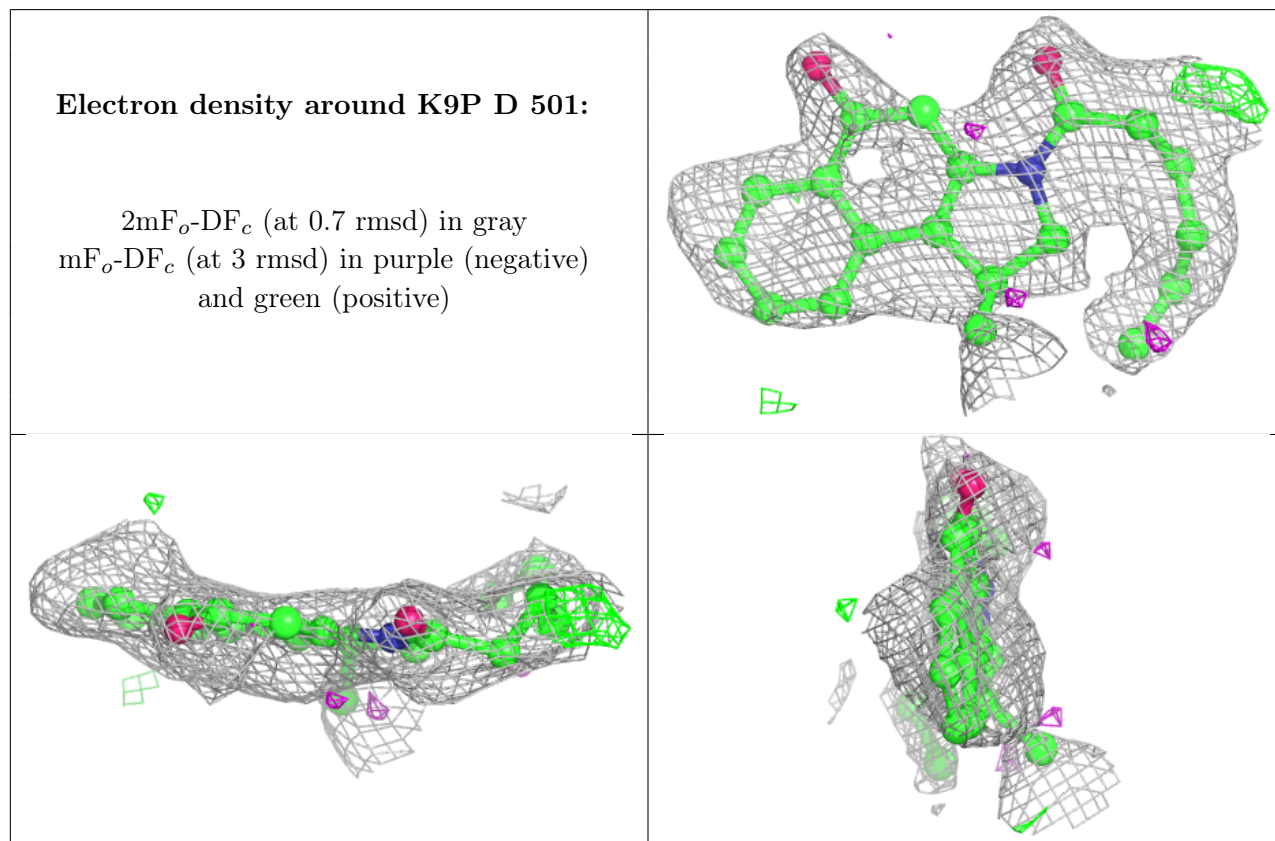 Electron density around K9P D 501:
2mFo-DFc (at 0.7 rmsd) in gray
mFo-DFc (at 3 rmsd) in purple (negative)
and green (positive)